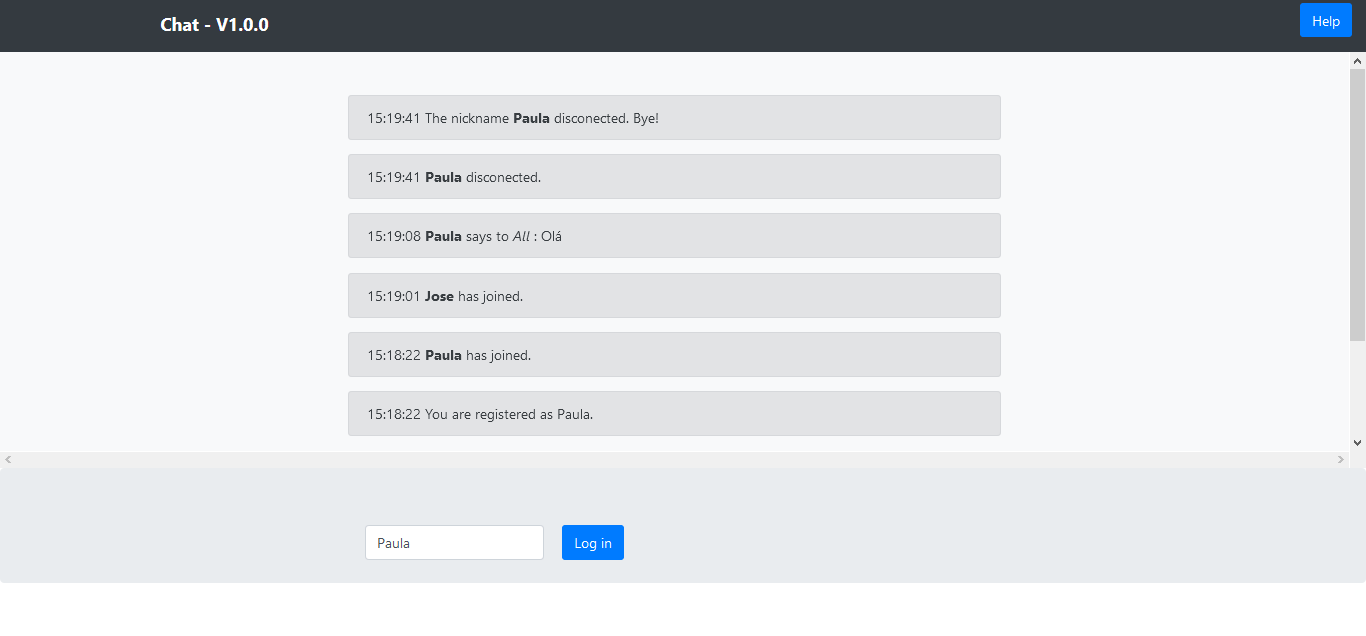 Chat - V1.0.0
Help
15:19:41 The nickname Paula disconected. Bye!
15:19:41 Paula disconected.
15:19:08 Paula says to All : Olá
15:19:01 Jose has joined.
15:18:22 Paula has joined.
15:18:22 You are registered as Paula.
Paula
Log in